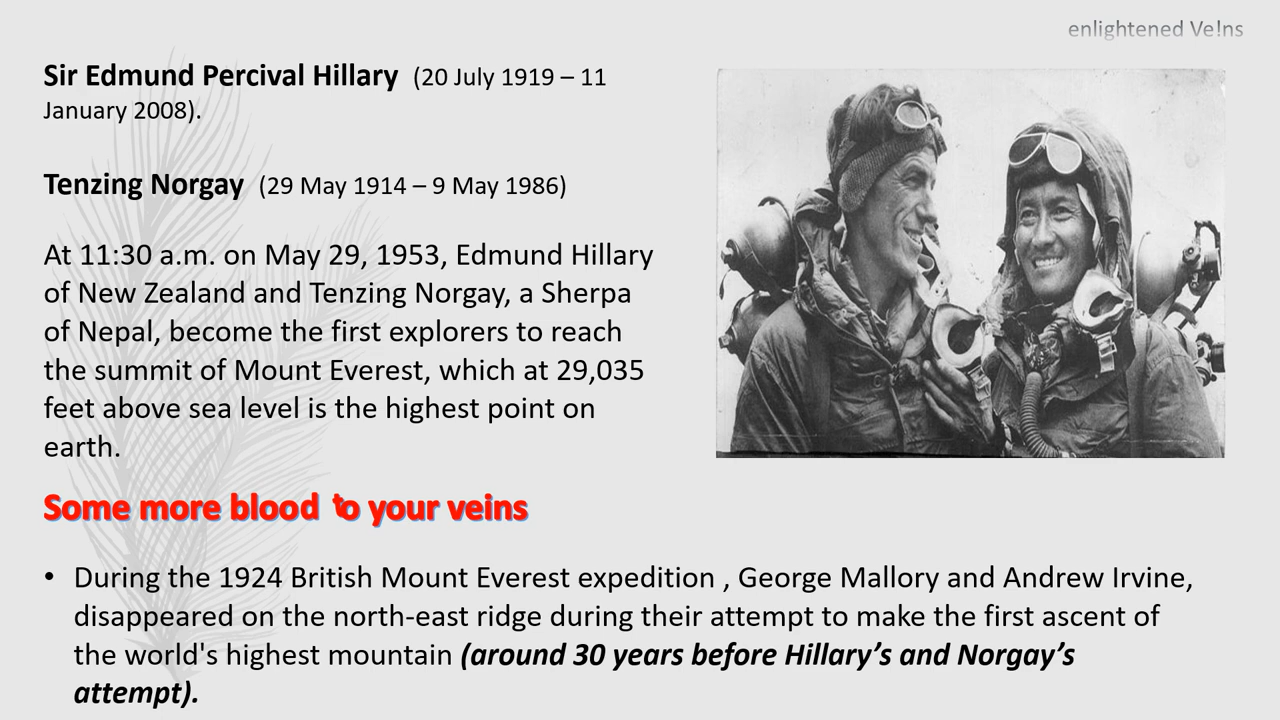 enlightened Ve!ns
Sir Edmund Percival Hillary (20 July 1919 – 11
January 2008).
Tenzing Norgay (29 May 1914 – 9 May 1986)
At 11:30 a.m. on May 29, 1953, Edmund Hillary
of New Zealand and Tenzing Norgay, a Sherpa
of Nepal, become the first explorers to reach
the summit of Mount Everest, which at 29,035
feet above sea level is the highest point on
earth.
Some more blood to your veins
• During the 1924 British Mount Everest expedition , George Mallory and Andrew Irvine,
disappeared on the north-east ridge during their attempt to make the first ascent of
the world's highest mountain (around 30 years before Hillary’s and Norgay’s
attempt).